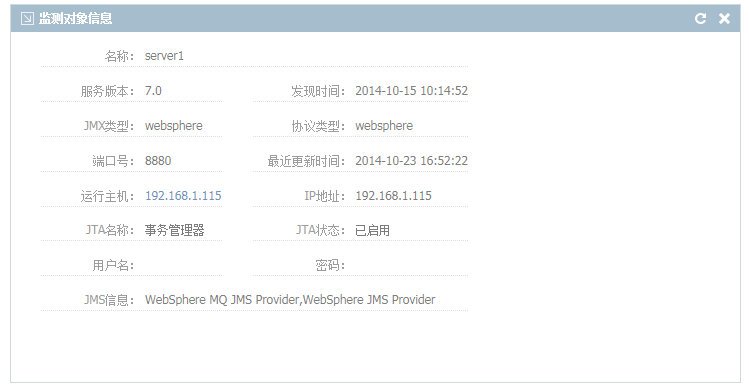 监测对象信息
名称： server1
服务版本： 7.0 发现时间： 2014-10-15 10:14:52
JMX类型： websphere 协议类型： websphere
端口号： 8880 最近更新时间： 2014-10-23 16:52:22
运行主机： 192.168.1.115 IP地址： 192.168.1.115
JTA名称： 事务管理器 JTA状态： 已启用
用户名： 密码：
JMS信息： WebSphere MQ JMS Provider,WebSphere JMS Provider